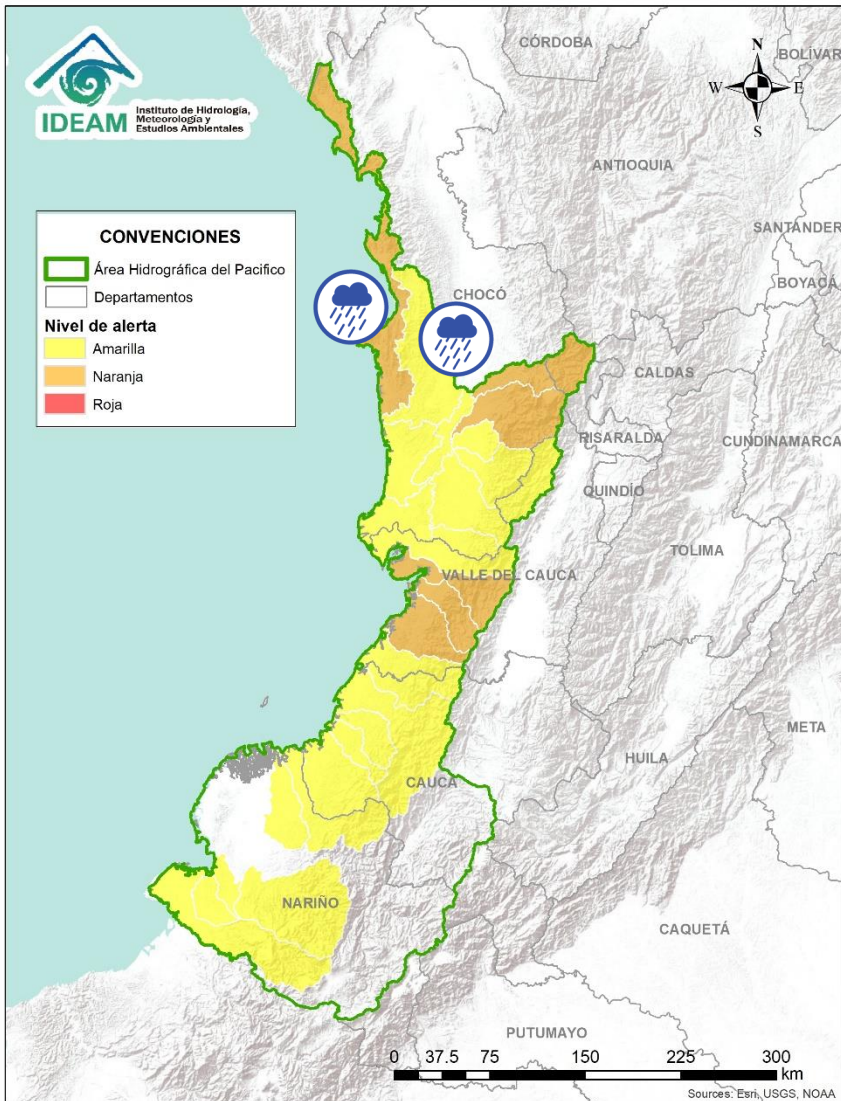 IDEAM
Instituto de Hidrología,
Meteorología y
Estudios Ambientales
N
W
E
S
CÓRDOBA
BOLÍVAR
ANTIOQUIA
SANTANDER
BOYACÁ
CHOCÓ
CALDAS
RISARALDA
CUNDINAMARCA
QUINDÍO
TOLIMA
VALLE DEL CAUCA
META
HUILA
CAUCA
NARIÑO
CAQUETÁ
PUTUMAYO
CONVENCIONES
Área Hidrográfica del Pacifico
Departamentos
Nivel de alerta
Amarilla
Naranja
Roja
0 37.5 75 150 225 300
km
Sources: Esri, USGS, NOAA